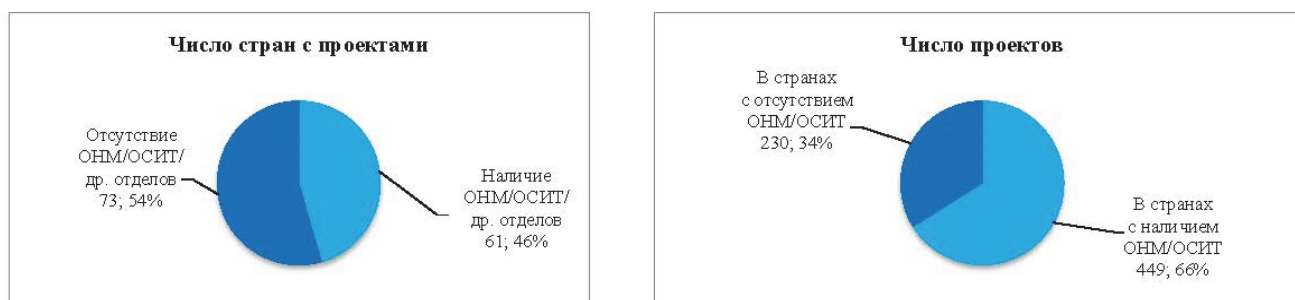 Число стран с проектами
Отсутствие
ОНМ/ОСИТ/
др. отделов
73; 54%
Наличие
ОНМ/ОСИТ/
др. отделов
61; 46%
Число проектов
В странах
с отсутствием
ОНМ/ОСИТ
230; 34%
В странах
с наличием
ОНМ/ОСИТ
449; 66%